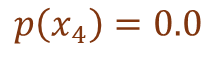 p(x₄) = 0.0